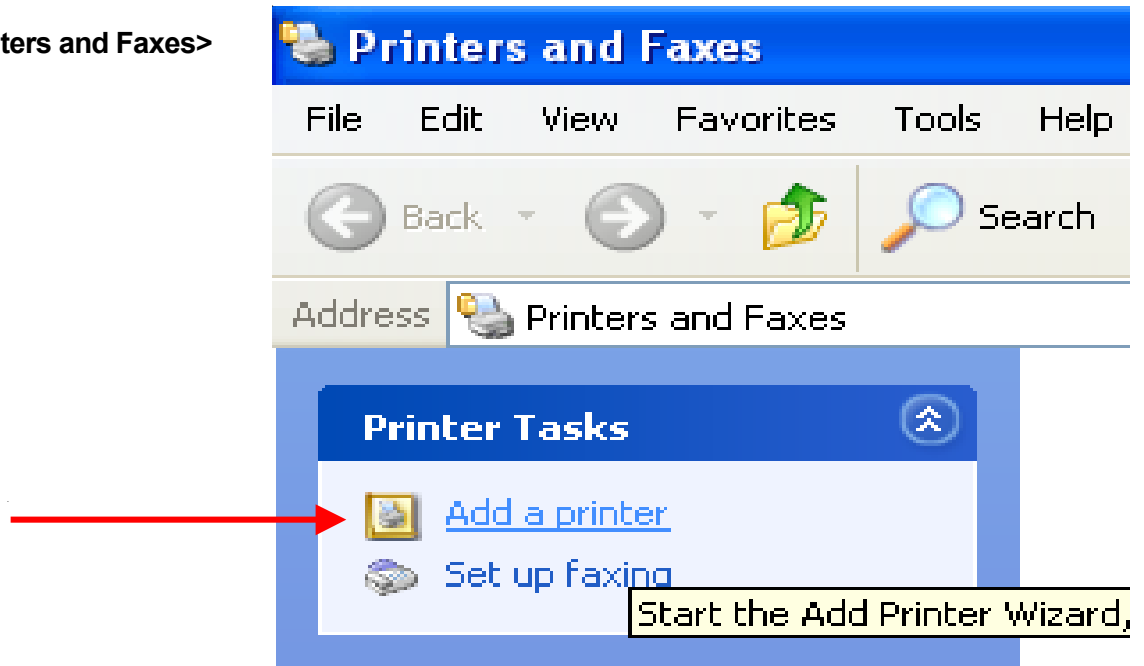 ters and Faxes>
Printers and Faxes
File Edit View Favorites Tools Help
Back Search
Address Printers and Faxes
Printer Tasks
Add a printer
Set up faxing
Start the Add Printer Wizard,